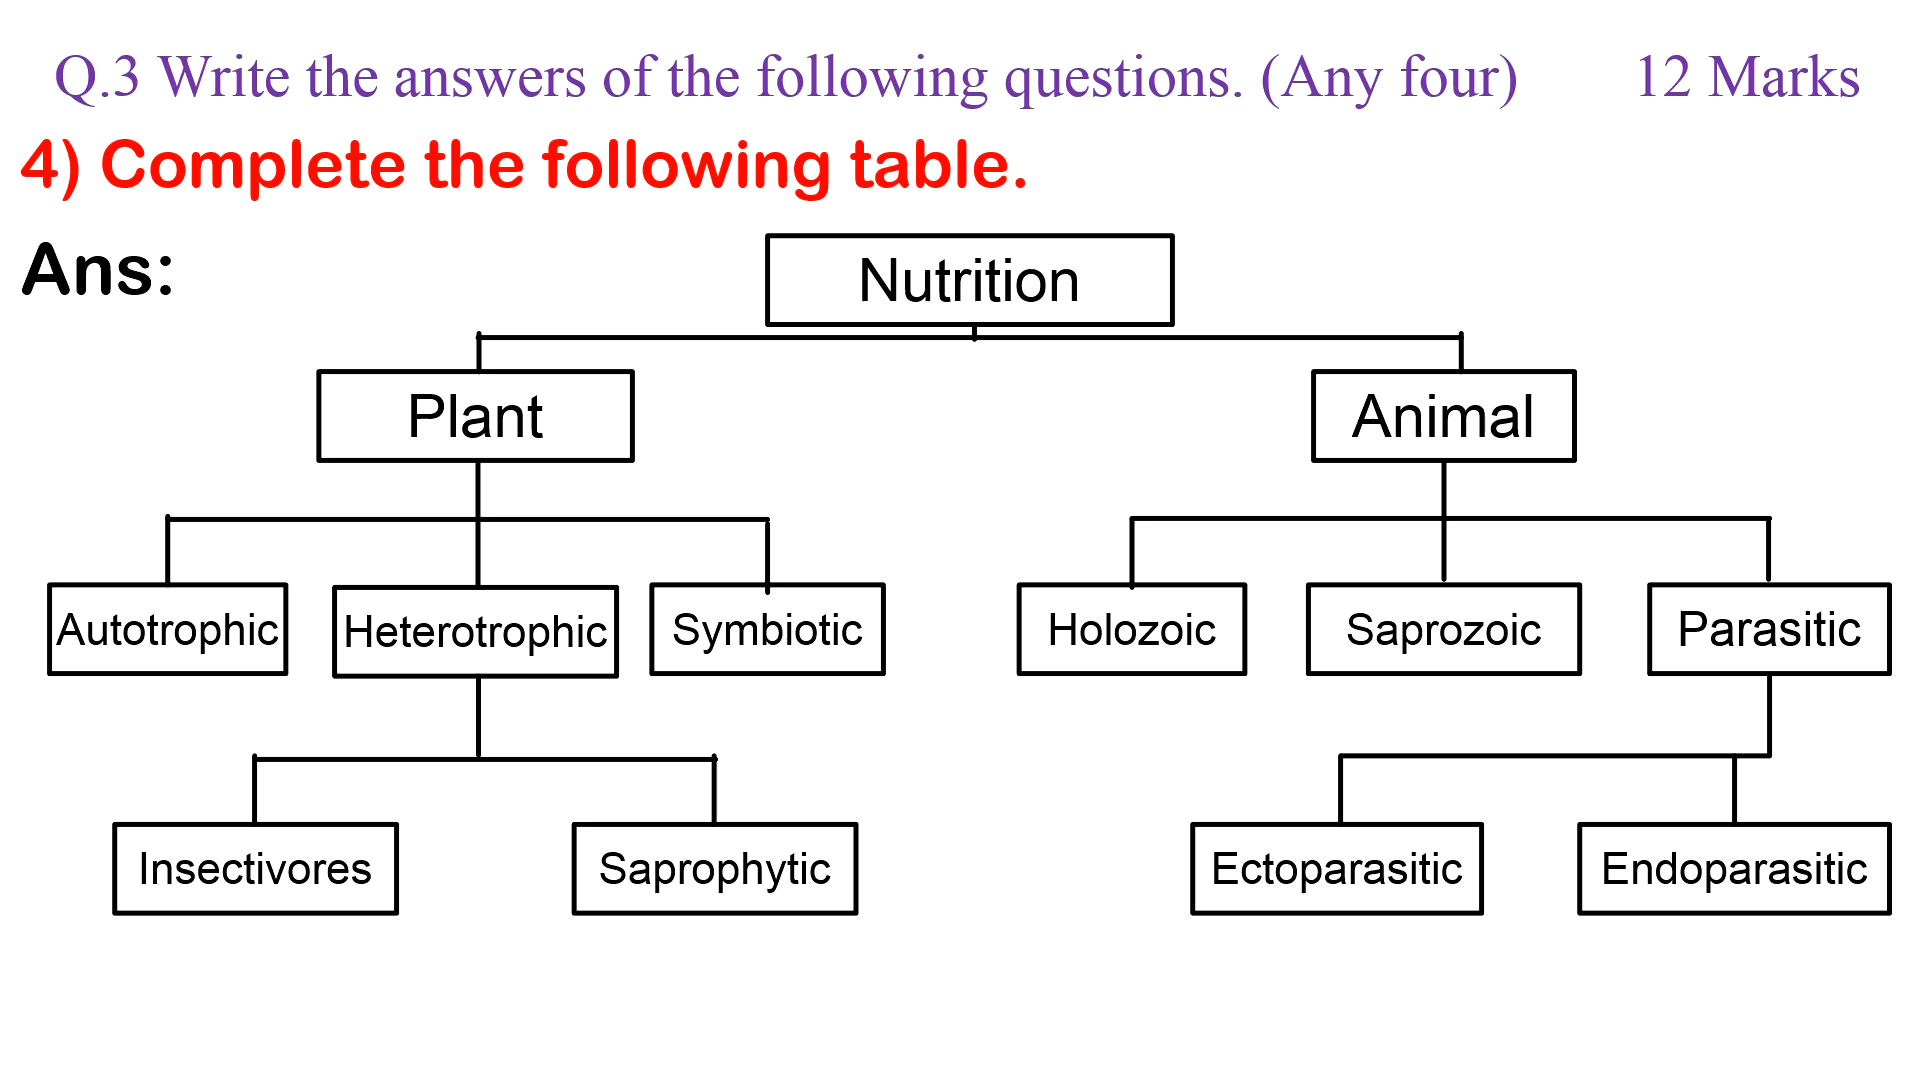 Q.3 Write the answers of the following questions. (Any four) 12 Marks
4) Complete the following table.
Ans:
Nutrition
Plant
Animal
Autotrophic
Heterotrophic
Symbiotic
Holozoic
Saprozoic
Parasitic
Insectivores
Saprophytic
Ectoparasitic
Endoparasitic